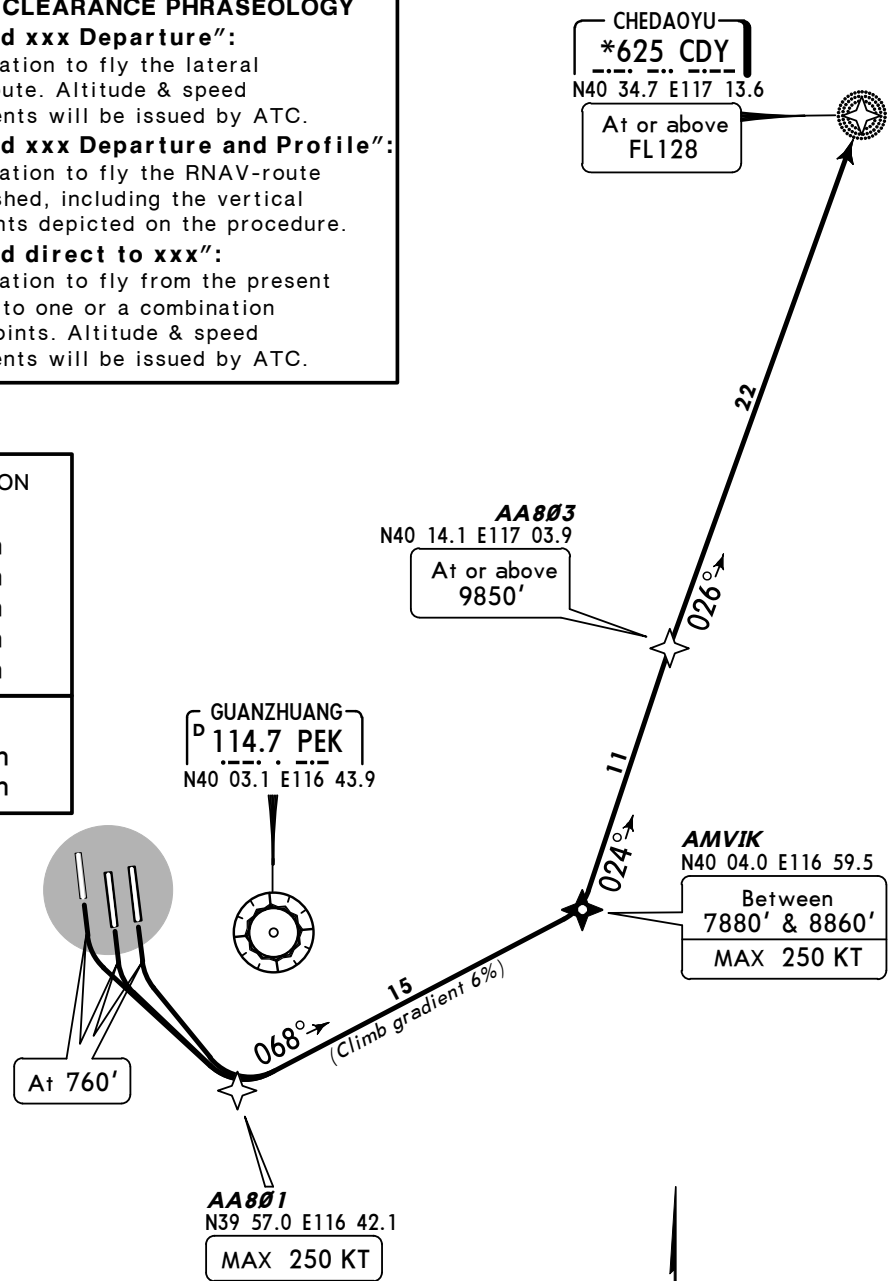 CLEARANCE PHRASEOLOGY
d xxx Departure":
ation to fly the lateral
ute. Altitude & speed
ents will be issued by ATC.
d xxx Departure and Profile":
ation to fly the RNAV-route
shed, including the vertical
nts depicted on the procedure.
d direct to xxx":
ation to fly from the present
to one or a combination
oints. Altitude & speed
ents will be issued by ATC.
CHEDAOYU
*625 CDY
N40 34.7 E117 13.6
At or above
FL128
22
ON
AA8Ø3
N40 14.1 E117 03.9
At or above
9850'
026°
GUANZHUANG
D 114.7 PEK
N40 03.1 E116 43.9
11
024°
AMVIK
N40 04.0 E116 59.5
Between
7880' & 8860'
MAX 250 KT
15
(Climb gradient 6%)
068°
At 760'
AA8Ø1
N39 57.0 E116 42.1
MAX 250 KT